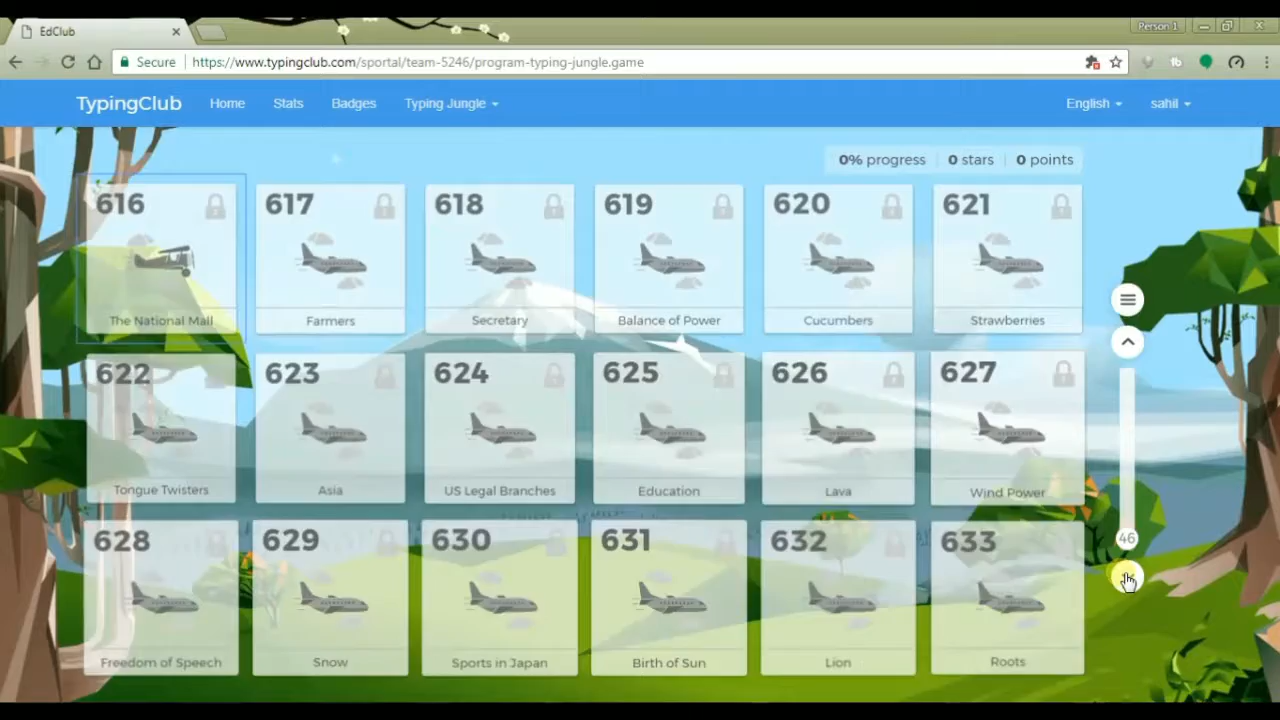 EdClub
Person 1
Secure https://www.typingclub.com/sportal/team-5246/program-typing-jungle.game
TypingClub Home Stats Badges Typing Jungle English sahil
0% progress 0 stars 0 points
616 617 618 619 620 621
The National Mall Farmers Secretary Balance of Power Cucumbers Strawberries
622 623 624 625 626 627
Tongue Twisters Asia US Legal Branches Education Lava Wind Power
46
628 629 630 631 632 633
Freedom of Speech Snow Sports in Japan Birth of Sun Lion Roots